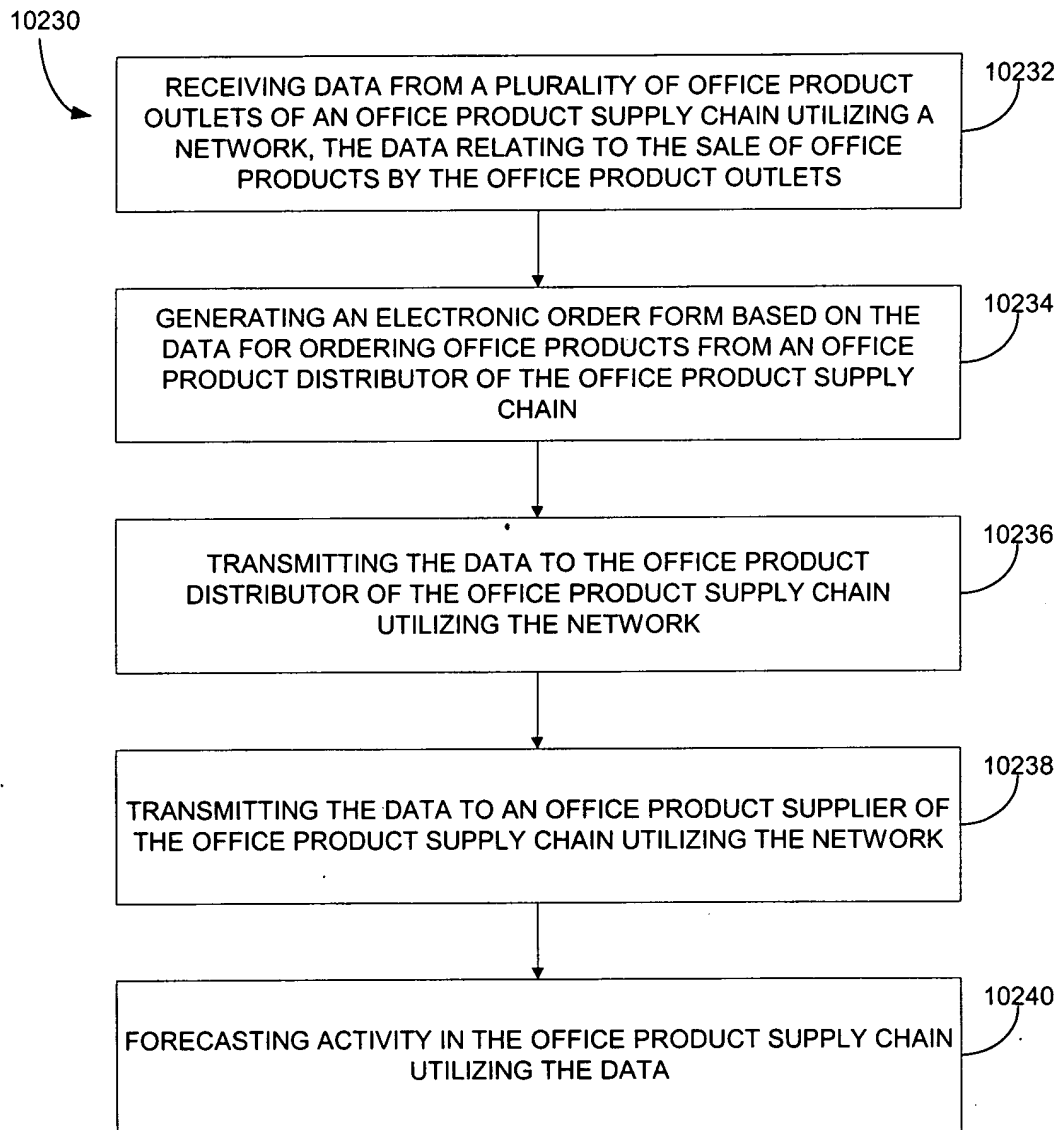 10230
RECEIVING DATA FROM A PLURALITY OF OFFICE PRODUCT
OUTLETS OF AN OFFICE PRODUCT SUPPLY CHAIN UTILIZING A
NETWORK, THE DATA RELATING TO THE SALE OF OFFICE
PRODUCTS BY THE OFFICE PRODUCT OUTLETS
10232
GENERATING AN ELECTRONIC ORDER FORM BASED ON THE
DATA FOR ORDERING OFFICE PRODUCTS FROM AN OFFICE
PRODUCT DISTRIBUTOR OF THE OFFICE PRODUCT SUPPLY
CHAIN
10234
TRANSMITTING THE DATA TO THE OFFICE PRODUCT
DISTRIBUTOR OF THE OFFICE PRODUCT SUPPLY CHAIN
UTILIZING THE NETWORK
10236
TRANSMITTING THE DATA TO AN OFFICE PRODUCT SUPPLIER OF
THE OFFICE PRODUCT SUPPLY CHAIN UTILIZING THE NETWORK
10238
FORECASTING ACTIVITY IN THE OFFICE PRODUCT SUPPLY CHAIN
UTILIZING THE DATA
10240